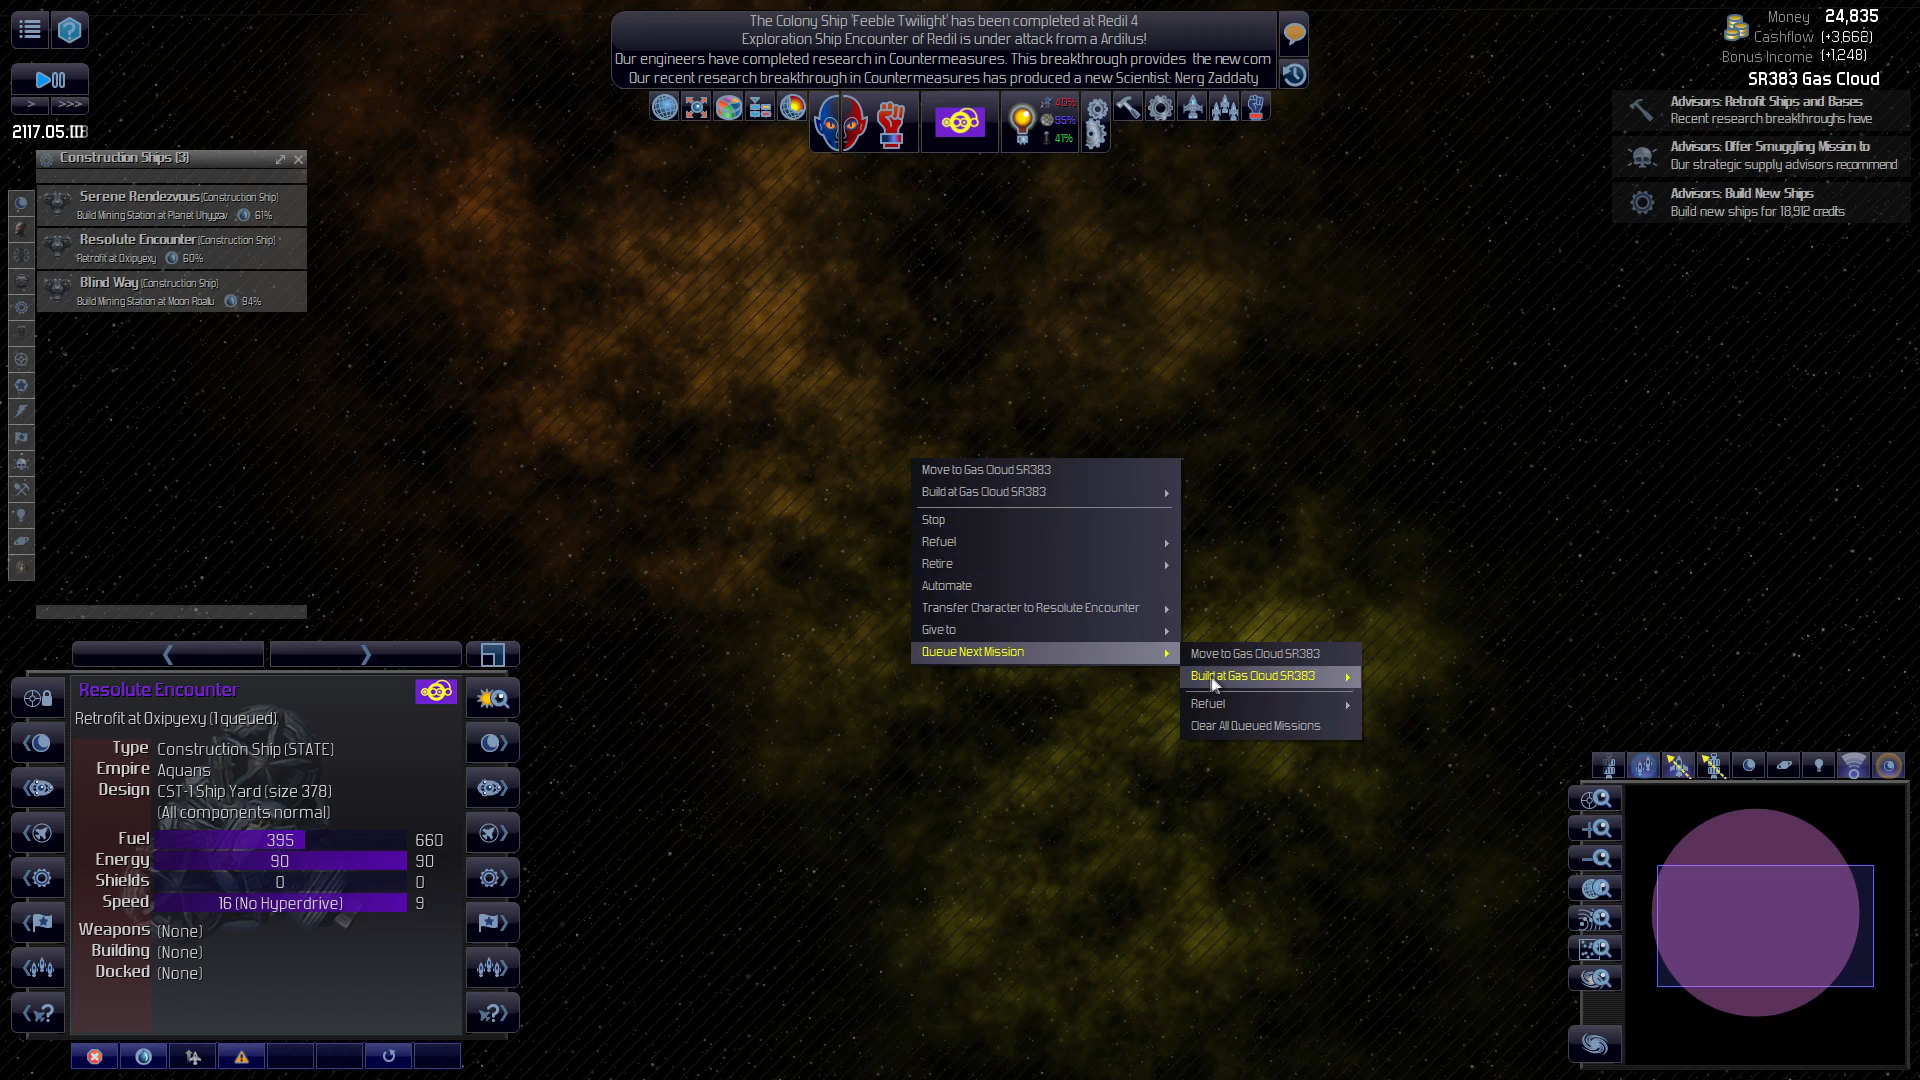 The Colony Ship 'Feeble Twilight' has been completed at Redil 4
Exploration Ship Encounter of Redil is under attack from a Ardilus!
Our engineers have completed research in Countermeasures. This breakthrough provides the new com
Our recent research breakthrough in Countermeasures has produced a new Scientist: Nerg Zaddaty
Money 24,835
Cashflow (+3,668)
Bonus Income (+1,248)
SR383 Gas Cloud
Advisors: Retrofit Ships and Bases
Recent research breakthroughs have
Advisors: Offer Smuggling Mission to
Our strategic supply advisors recommend
Advisors: Build New Ships
Build new ships for 18,912 credits
40%
95%
41%
> >>>
Construction Ships (3)
Serene Rendezvous (Construction Ship)
Build Mining Station at Planet Uhyyzav 61%
Resolute Encounter (Construction Ship)
Retrofit at Oxipyexy 60%
Blind Way (Construction Ship)
Build Mining Station at Moon Roallu 94%
Move to Gas Cloud SR383
Build at Gas Cloud SR383
Stop
Refuel
Retire
Automate
Transfer Character to Resolute Encounter
Give to
Queue Next Mission
Move to Gas Cloud SR383
Build at Gas Cloud SR383
Refuel
Clear All Queued Missions
Resolute Encounter
Retrofit at Oxipyexy (1 queued)
Type Construction Ship (STATE)
Empire Aquans
Design CST-1 Ship Yard (size 378)
(All components normal)
Fuel 395 660
Energy 90 90
Shields 0 0
Speed 16 (No Hyperdrive) 9
Weapons (None)
Building (None)
Docked (None)